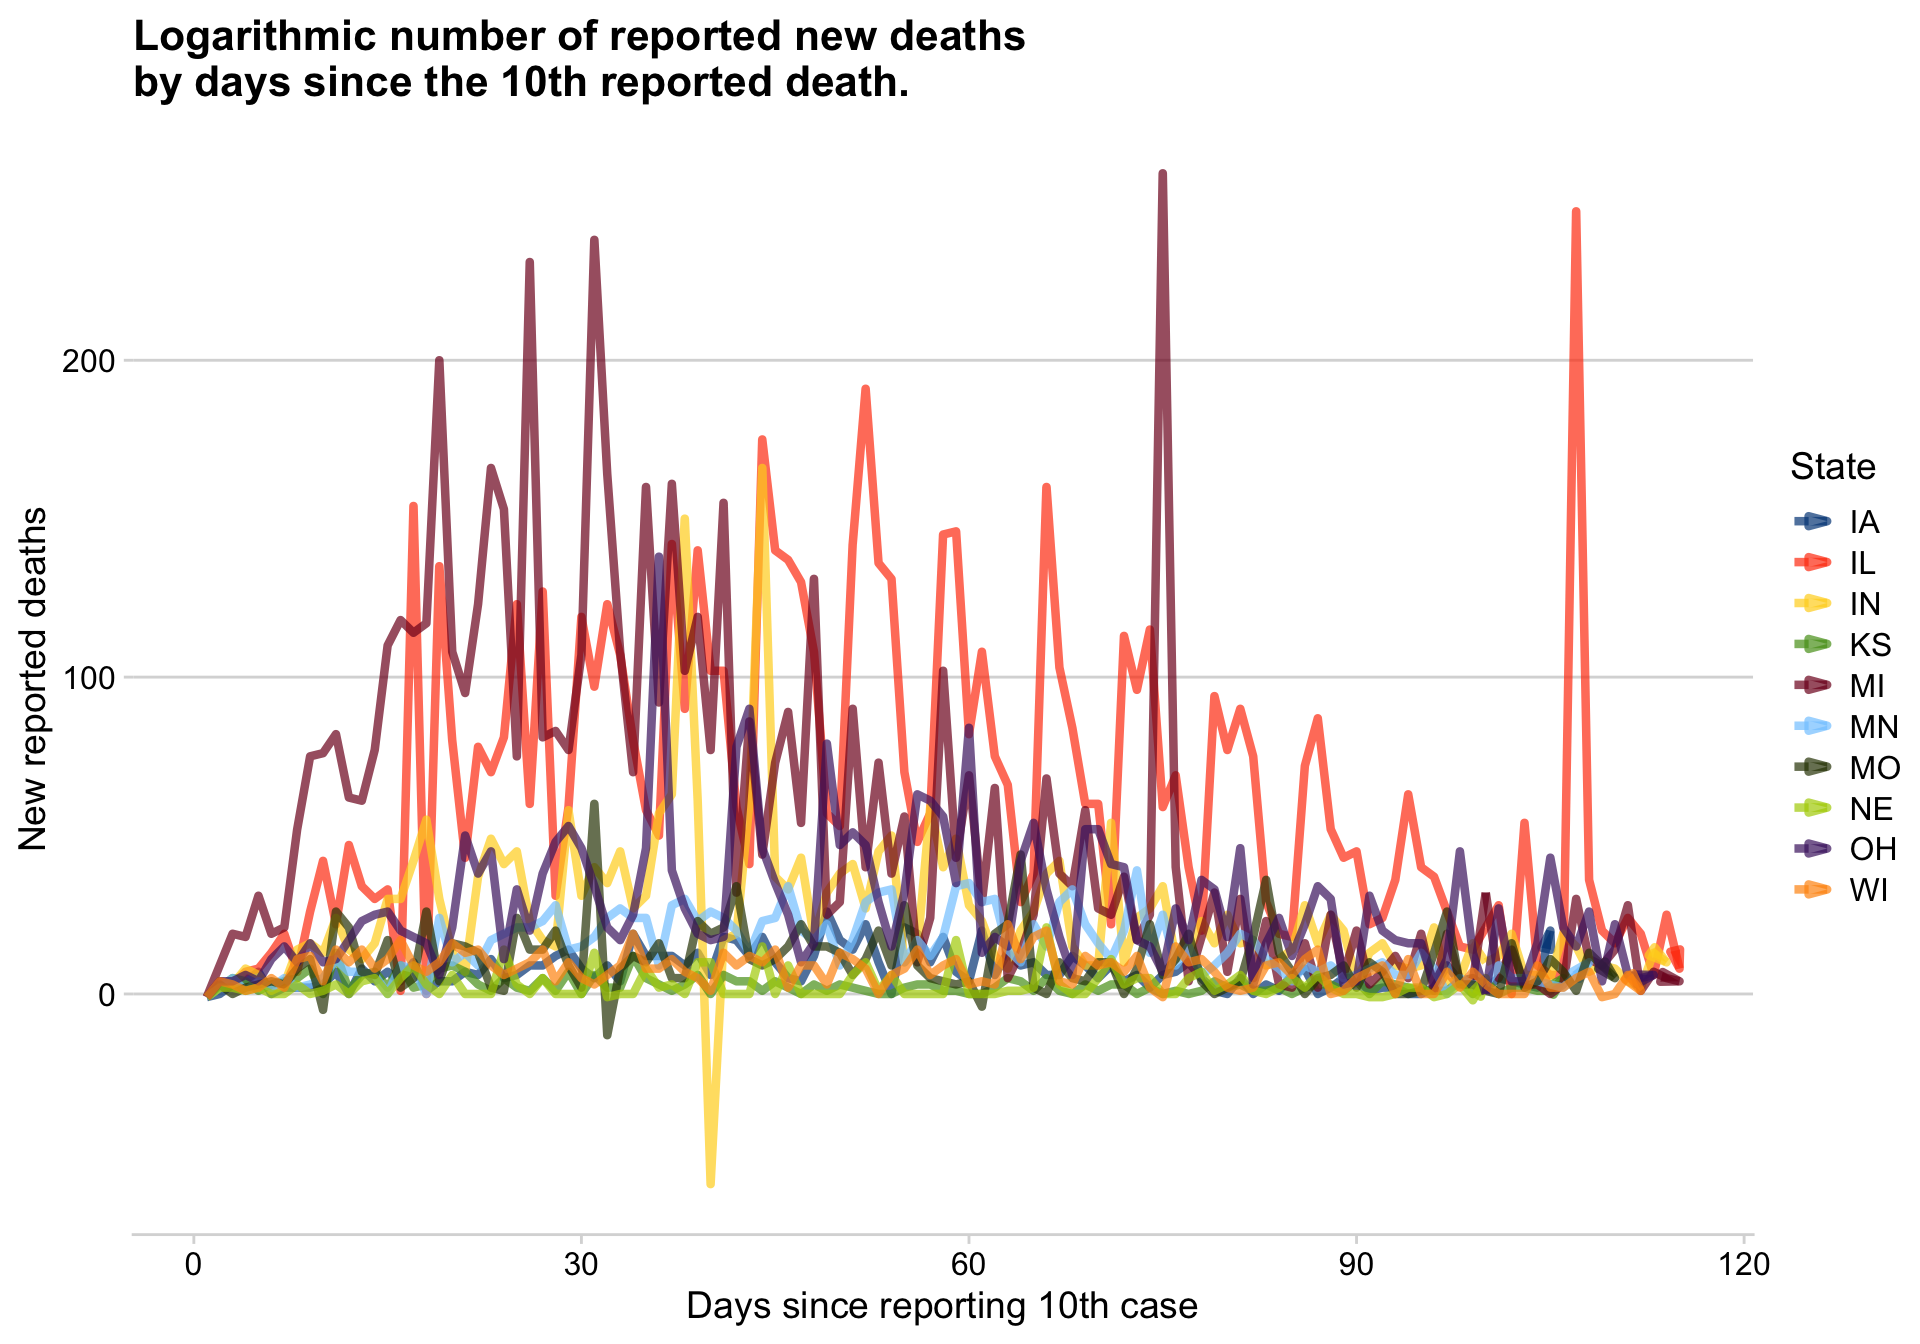 Logarithmic number of reported new deaths
by days since the 10th reported death.
New reported deaths
200
100
0
0
30
60
90
120
Days since reporting 10th case
State
IA
IL
IN
KS
MI
MN
MO
NE
OH
WI